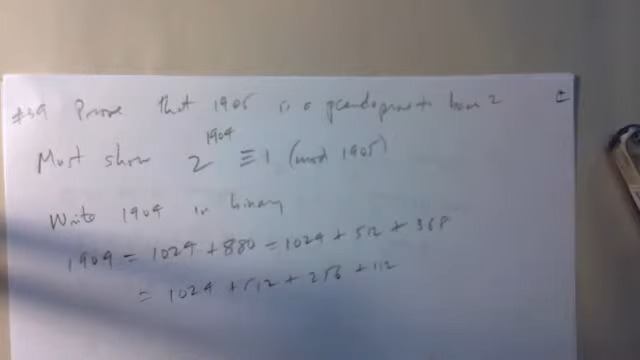 #39 Prove that 1905 is a pseudoprime to base 2
Must show 2^1904 ≡ 1 (mod 1905)
Write 1904 in binary
1904 = 1024 + 880 = 1024 + 512 + 368
= 1024 + 512 + 256 + 112